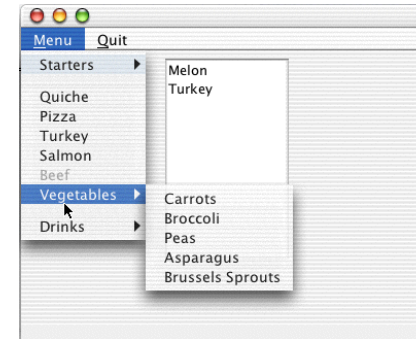 Menu Quit
Starters
Quiche
Pizza
Turkey
Salmon
Beef
Vegetables
Drinks
Melon
Turkey
Carrots
Broccoli
Peas
Asparagus
Brussels Sprouts